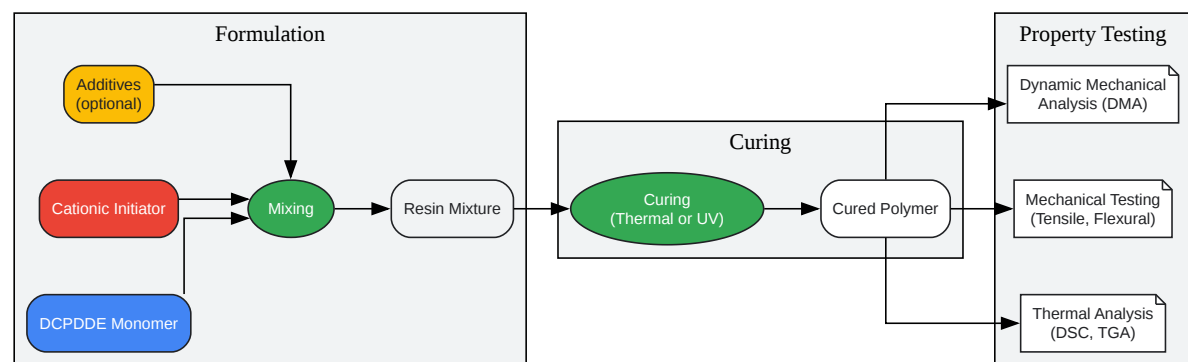 Formulation
Additives
(optional)
Cationic Initiator
DCPDDE Monomer
Mixing
Resin Mixture
Curing
Curing
(Thermal or UV)
Cured Polymer
Property Testing
Dynamic Mechanical
Analysis (DMA)
Mechanical Testing
(Tensile, Flexural)
Thermal Analysis
(DSC, TGA)